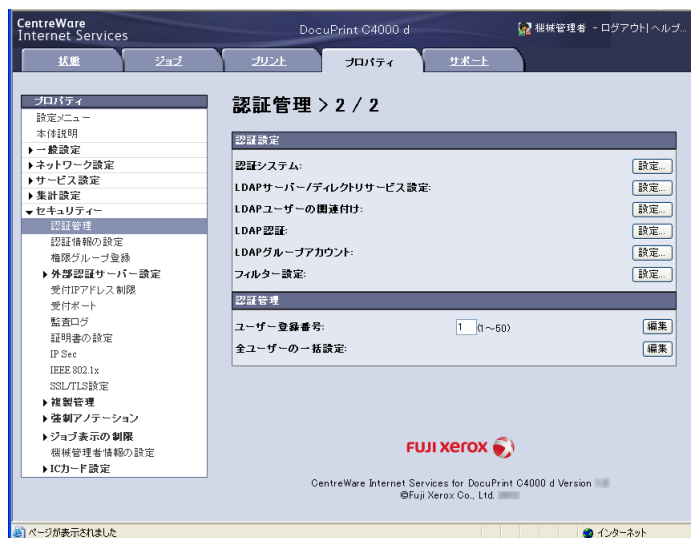 CentreWare
Internet Services
DocuPrint C4000 d
機械管理者 - ログアウト|ヘルプ...
状態 ジョブ プリント プロパティ サポート
プロパティ
設定メニュー
本体説明
一般設定
ネットワーク設定
サービス設定
集計設定
セキュリティー
認証管理
認証情報の設定
権限グループ登録
外部認証サーバー設定
受付IPアドレス制限
受付ポート
監査ログ
証明書の設定
IP Sec
IEEE 802.1x
SSL/TLS設定
複製管理
強制アノテーション
ジョブ表示の制限
機械管理者情報の設定
ICカード設定
認証管理 > 2 / 2
認証設定
認証システム: 設定...
LDAPサーバー/ディレクトリサービス設定: 設定...
LDAPユーザーの関連付け: 設定...
LDAP認証: 設定...
LDAPグループアカウント: 設定...
フィルター設定: 設定...
認証管理
ユーザー登録番号: 1 (1～50) 編集
全ユーザーの一括設定: 編集
FUJI XEROX
CentreWare Internet Services for DocuPrint C4000 d Version
©Fuji Xerox Co., Ltd.
ページが表示されました インターネット